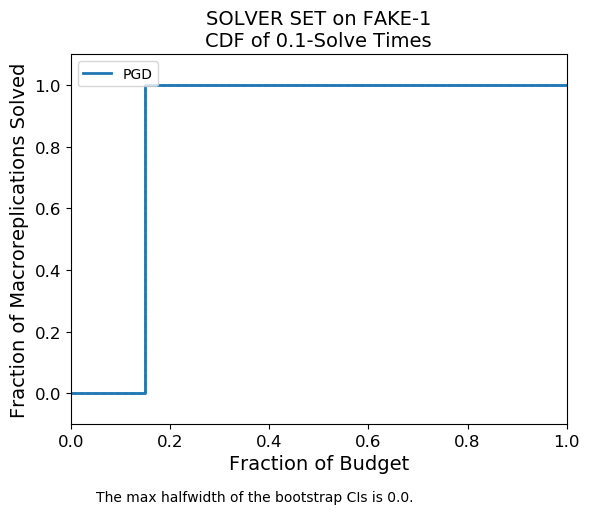 SOLVER SET on FAKE-1
CDF of 0.1-Solve Times
PGD
Fraction of Macroreplications Solved
1.0
0.8
0.6
0.4
0.2
0.0
0.0 0.2 0.4 0.6 0.8 1.0
Fraction of Budget
The max halfwidth of the bootstrap CIs is 0.0.